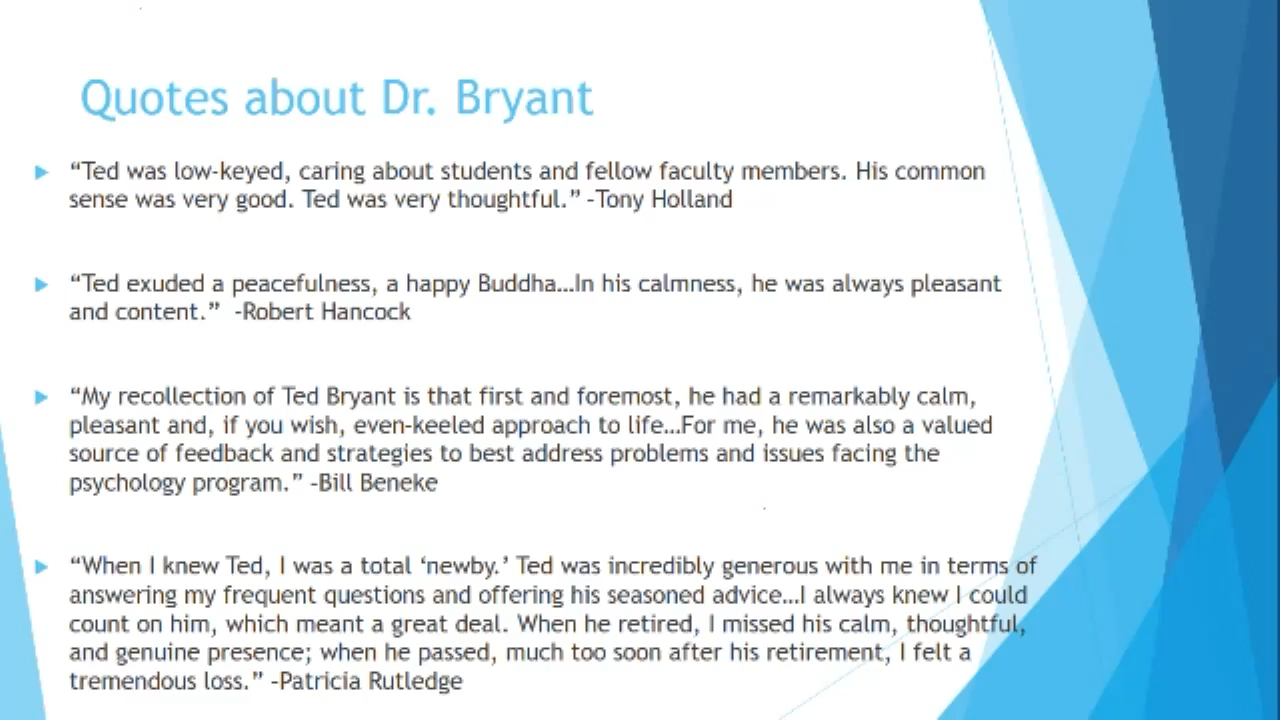 Quotes about Dr. Bryant
“Ted was low-keyed, caring about students and fellow faculty members. His common
sense was very good. Ted was very thoughtful.” -Tony Holland
“Ted exuded a peacefulness, a happy Buddha…In his calmness, he was always pleasant
and content.”  -Robert Hancock
“My recollection of Ted Bryant is that first and foremost, he had a remarkably calm,
pleasant and, if you wish, even-keeled approach to life…For me, he was also a valued
source of feedback and strategies to best address problems and issues facing the
psychology program.” -Bill Beneke
“When I knew Ted, I was a total ‘newby.’ Ted was incredibly generous with me in terms of
answering my frequent questions and offering his seasoned advice…I always knew I could
count on him, which meant a great deal. When he retired, I missed his calm, thoughtful,
and genuine presence; when he passed, much too soon after his retirement, I felt a
tremendous loss.” -Patricia Rutledge